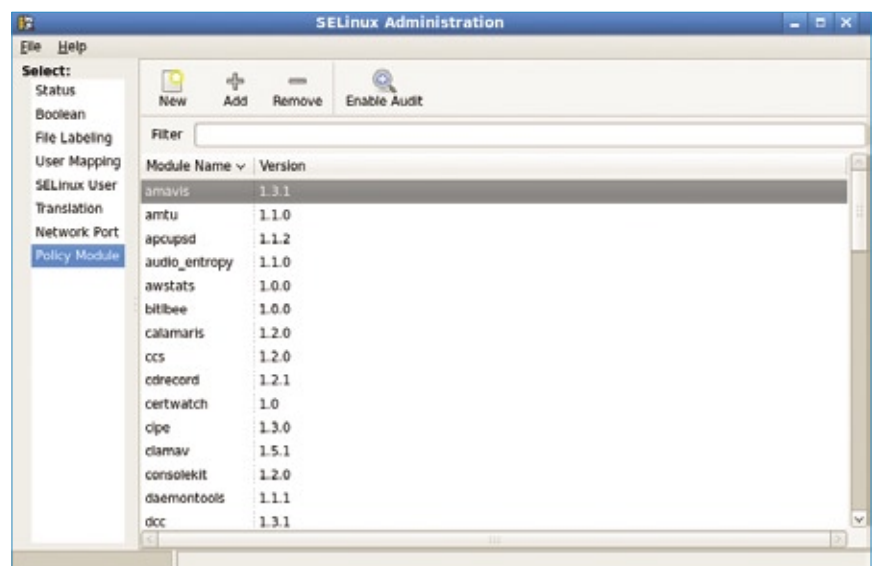 SELinux Administration
File Help
Select:
Status
Boolean
File Labeling
User Mapping
SELinux User
Translation
Network Port
Policy Module
New Add Remove Enable Audit
Filter
Module Name Version
amavis 1.3.1
amtu 1.1.0
apcupsd 1.1.2
audio_entropy 1.1.0
awstats 1.0.0
bitlbee 1.0.0
calamaris 1.2.0
ccs 1.2.0
cdrecord 1.2.1
certwatch 1.0
cipe 1.3.0
clamav 1.5.1
consolekit 1.2.0
daemontools 1.1.1
dcc 1.3.1